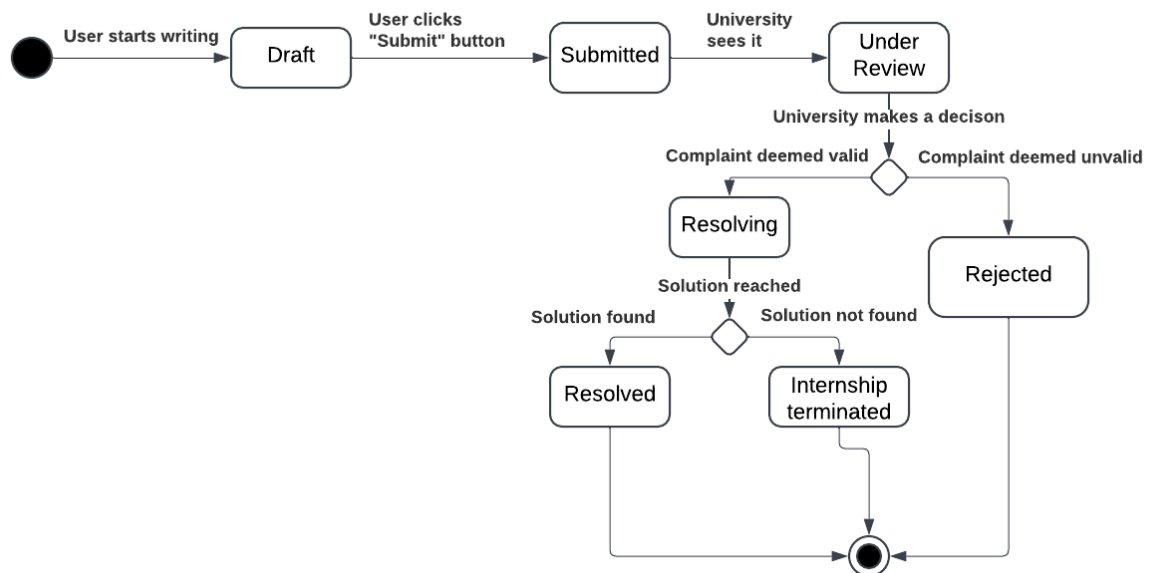 User starts writing
Draft
User clicks
"Submit" button
Submitted
University
sees it
Under
Review
University makes a decison
Complaint deemed valid
Complaint deemed unvalid
Resolving
Rejected
Solution reached
Solution found
Solution not found
Resolved
Internship
terminated